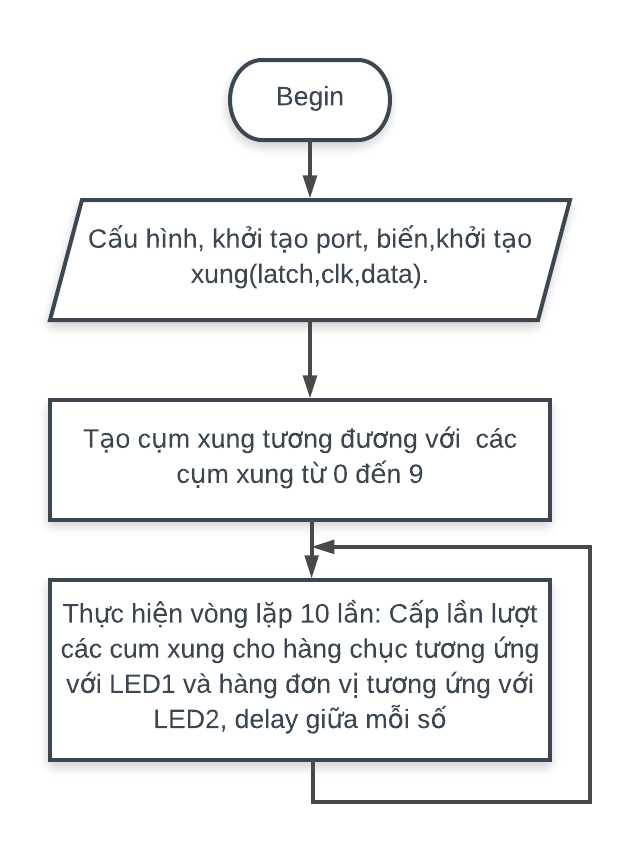 Begin
Cấu hình, khởi tạo port, biến,khởi tạo
xung(latch,clk,data).
Tạo cụm xung tương đương với  các
cụm xung từ 0 đến 9
Thực hiện vòng lặp 10 lần: Cấp lần lượt
các cum xung cho hàng chục tương ứng
với LED1 và hàng đơn vị tương ứng với
LED2, delay giữa mỗi số